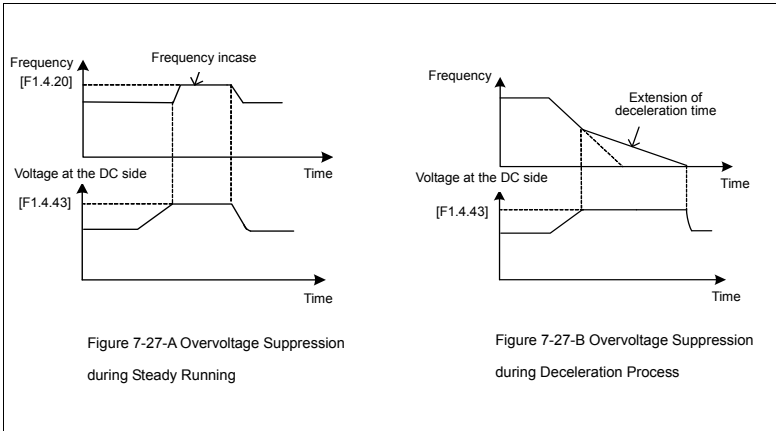 Frequency incase
Frequency
[F1.4.20]
Time
Voltage at the DC side
[F1.4.43]
Time
Figure 7-27-A Overvoltage Suppression
during Steady Running
Frequency
Extension of
deceleration time
Voltage at the DC side
Time
[F1.4.43]
Time
Figure 7-27-B Overvoltage Suppression
during Deceleration Process